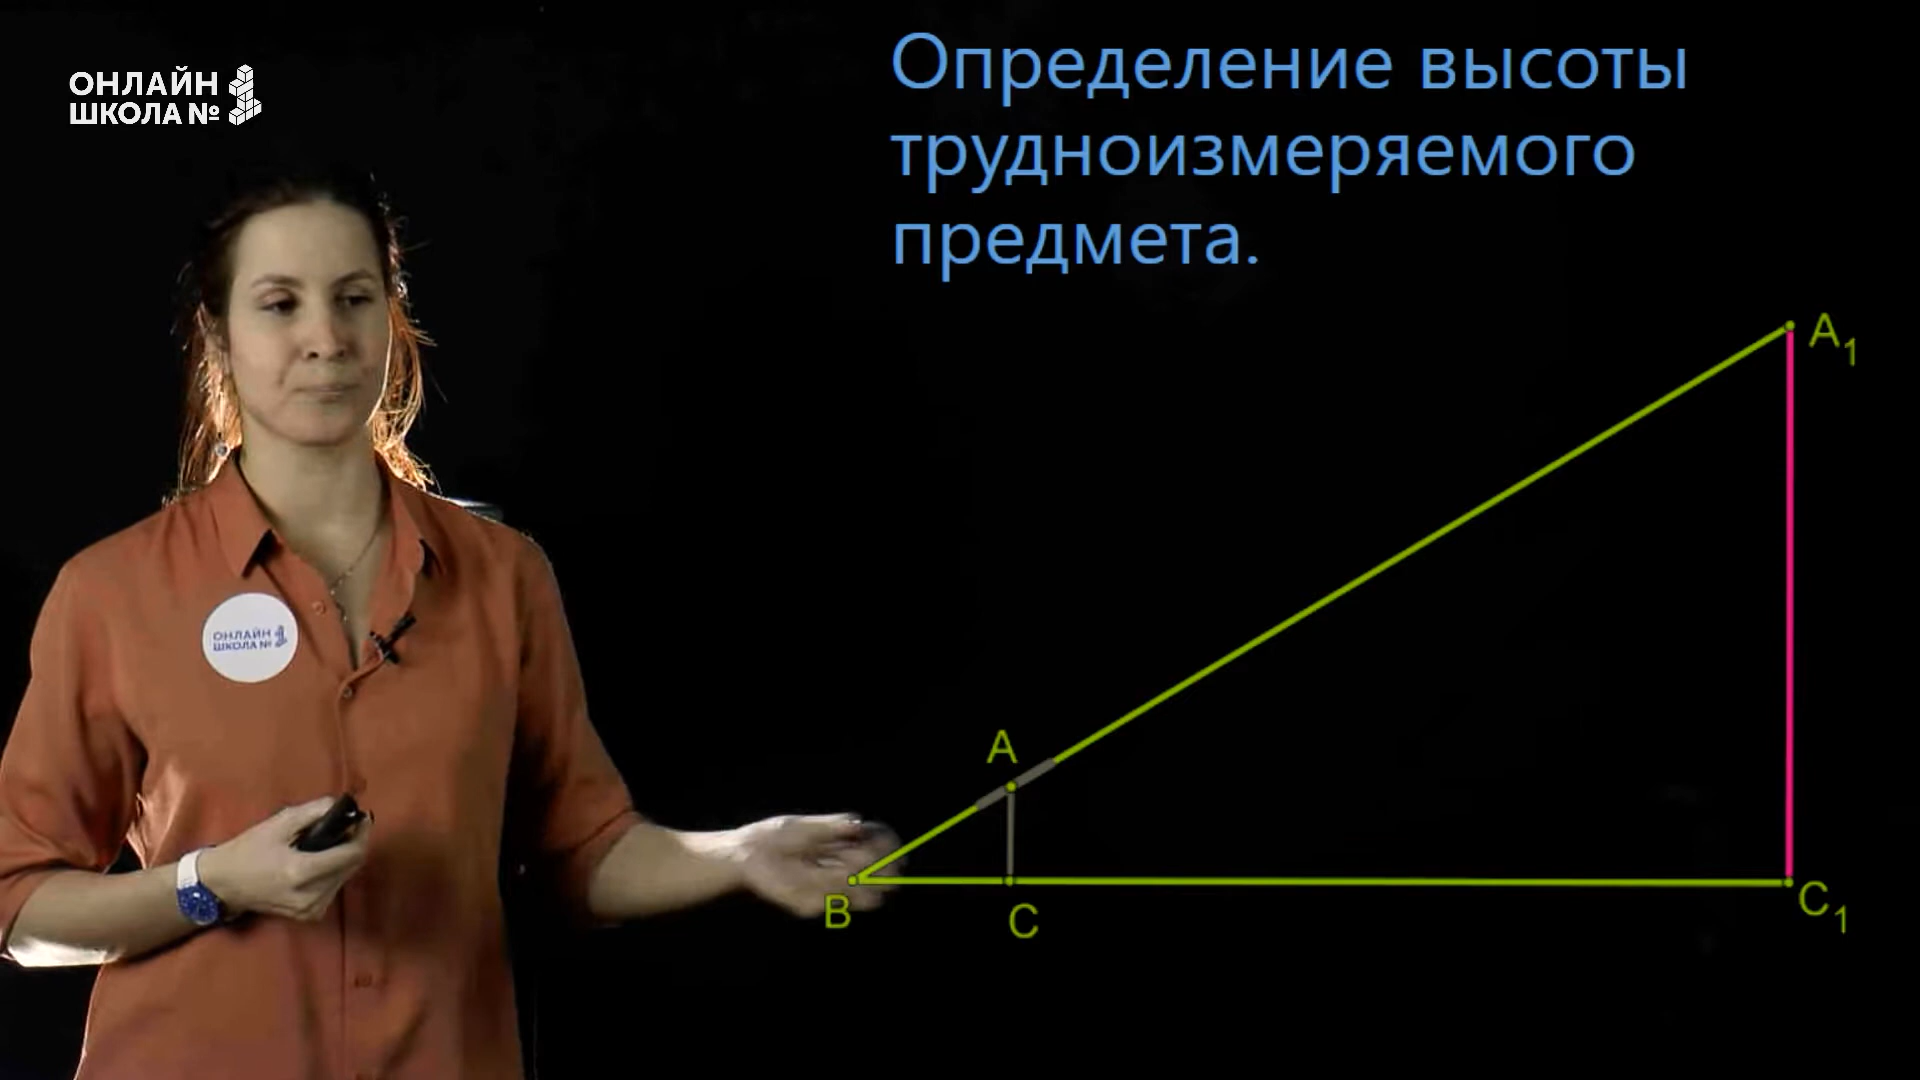 ОНЛАЙН
ШКОЛА №
Определение высоты
трудноизмеряемого
предмета.
A₁
ОНЛАЙН
ШКОЛА №
A
B
C
C₁